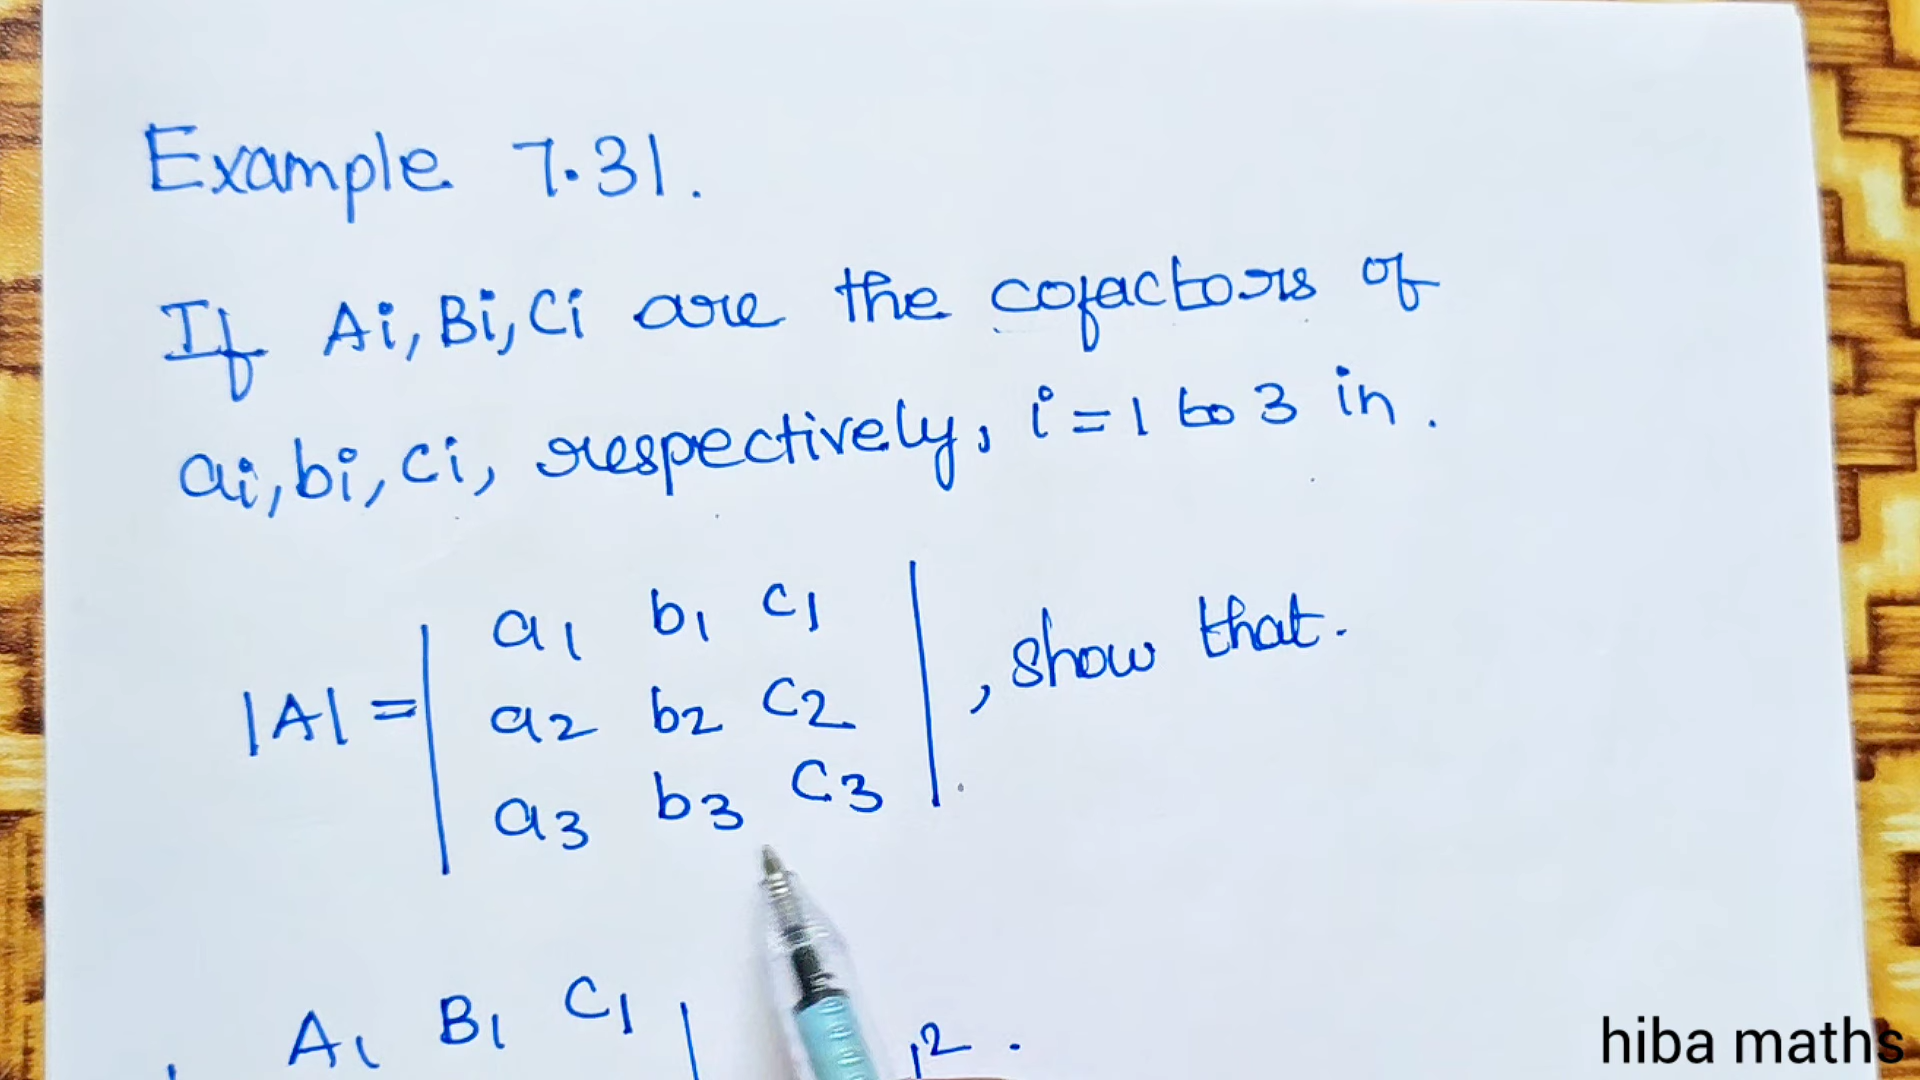 Example 7.31.
If Ai, Bi, Ci are the cofactors of
ai, bi, ci, respectively, i = 1 to 3 in.
|A| = | a1 b1 c1 |
| a2 b2 c2 | , show that.
| a3 b3 c3 |
| A1 B1 C1 | |2.
hiba maths